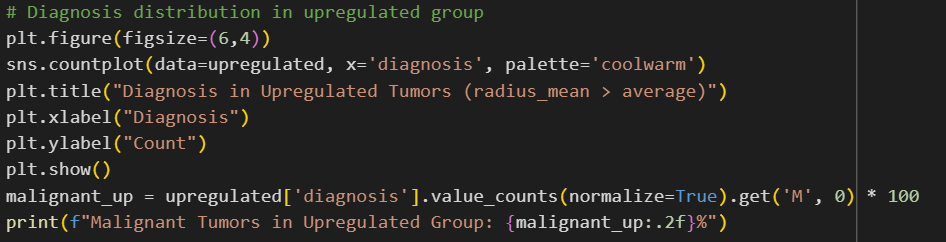 # Diagnosis distribution in upregulated group
plt.figure(figsize=(6,4))
sns.countplot(data=upregulated, x='diagnosis', palette='coolwarm')
plt.title("Diagnosis in Upregulated Tumors (radius_mean > average)")
plt.xlabel("Diagnosis")
plt.ylabel("Count")
plt.show()
malignant_up = upregulated['diagnosis'].value_counts(normalize=True).get('M', 0) * 100
print(f"Malignant Tumors in Upregulated Group: {malignant_up:.2f}%")